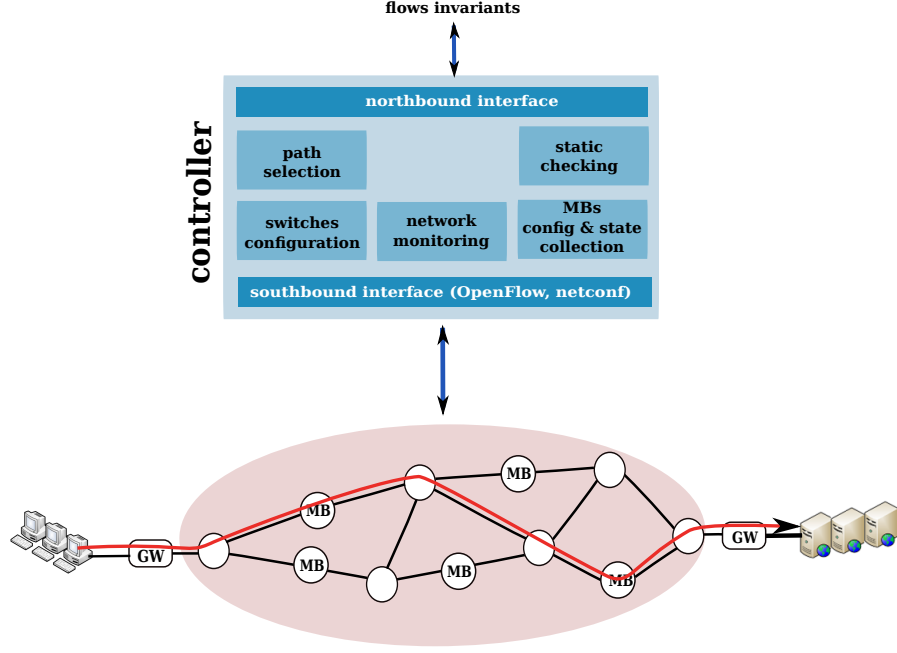 flows invariants
controller
northbound interface
path
selection
static
checking
switches
configuration
network
monitoring
MBs
config & state
collection
southbound interface (OpenFlow, netconf)
MB
MB
GW
MB
MB
MB
GW